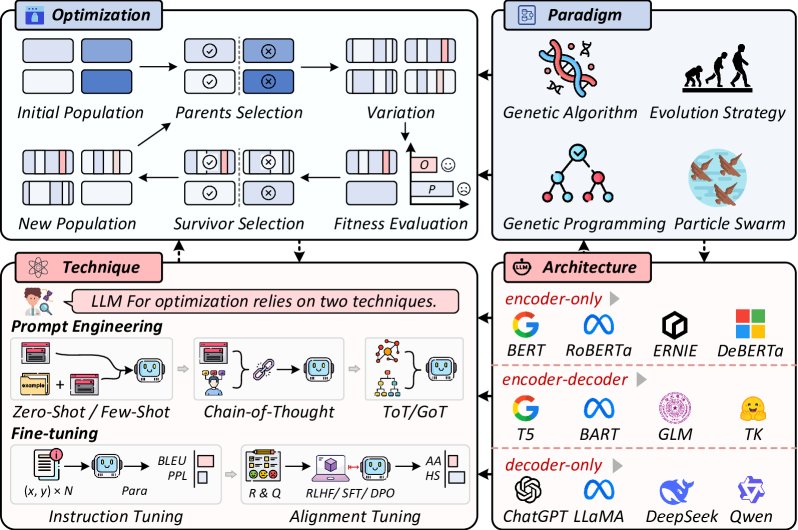 Optimization
Initial Population
Parents Selection
Variation
New Population
Survivor Selection
Fitness Evaluation
O
P
Paradigm
Genetic Algorithm
Evolution Strategy
Genetic Programming
Particle Swarm
Technique
LLM For optimization relies on two techniques.
Prompt Engineering
example
Zero-Shot / Few-Shot
Chain-of-Thought
ToT/GoT
Fine-tuning
(x, y) × N
Para
BLEU
PPL
Instruction Tuning
R & Q
RLHF/ SFT/ DPO
AA
HS
Alignment Tuning
LLM
Architecture
encoder-only
BERT
RoBERTa
ERNIE
DeBERTa
encoder-decoder
T5
BART
GLM
TK
decoder-only
ChatGPT
LLaMA
DeepSeek
Qwen